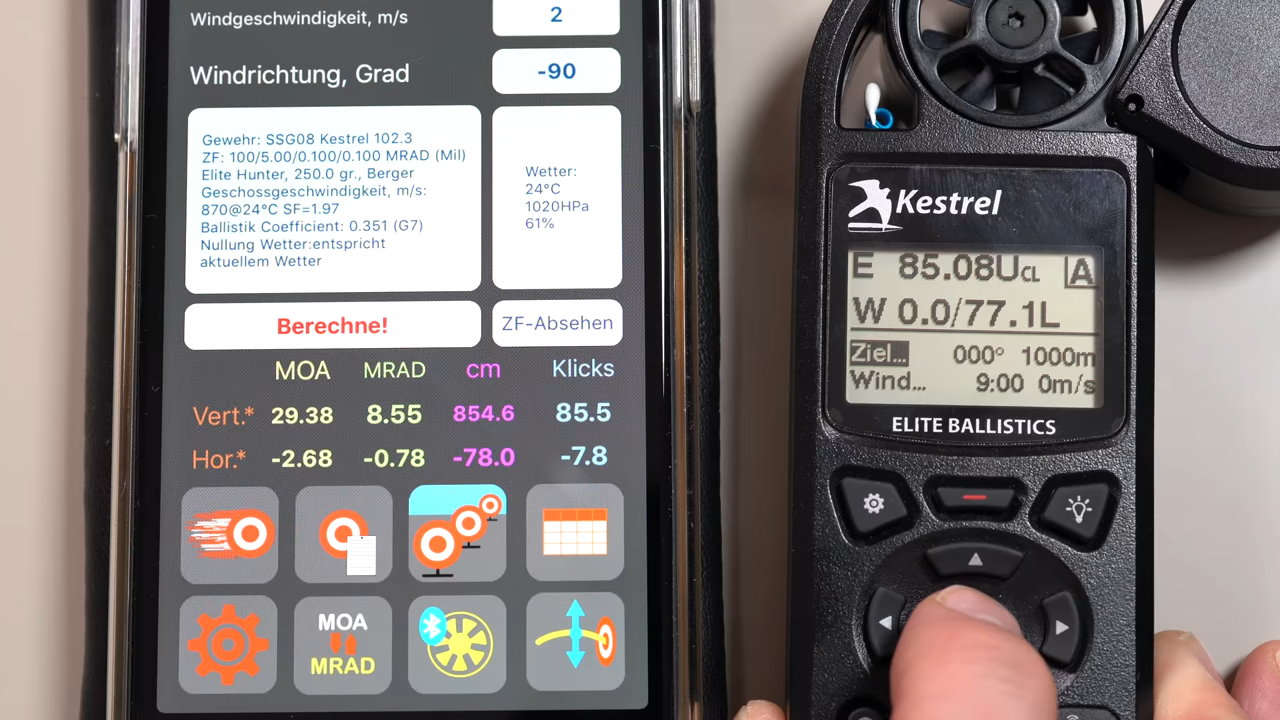 Windgeschwindigkeit, m/s
2
Windrichtung, Grad
-90
Gewehr: SSG08 Kestrel 102.3
ZF: 100/5.00/0.100/0.100 MRAD (Mil)
Elite Hunter, 250.0 gr., Berger
Geschossgeschwindigkeit, m/s:
870@24°C SF=1.97
Ballistik Coefficient: 0.351 (G7)
Nullung Wetter:entspricht
aktuellem Wetter
Wetter:
24°C
1020HPa
61%
Berechne!
ZF-Absehen
MOA MRAD cm Klicks
Vert.* 29.38 8.55 854.6 85.5
Hor.* -2.68 -0.78 -78.0 -7.8
MOA
MRAD
Kestrel
E 85.08UCL A
W 0.0/77.1L
Ziel... 000° 1000m
Wind... 9:00 0m/s
ELITE BALLISTICS